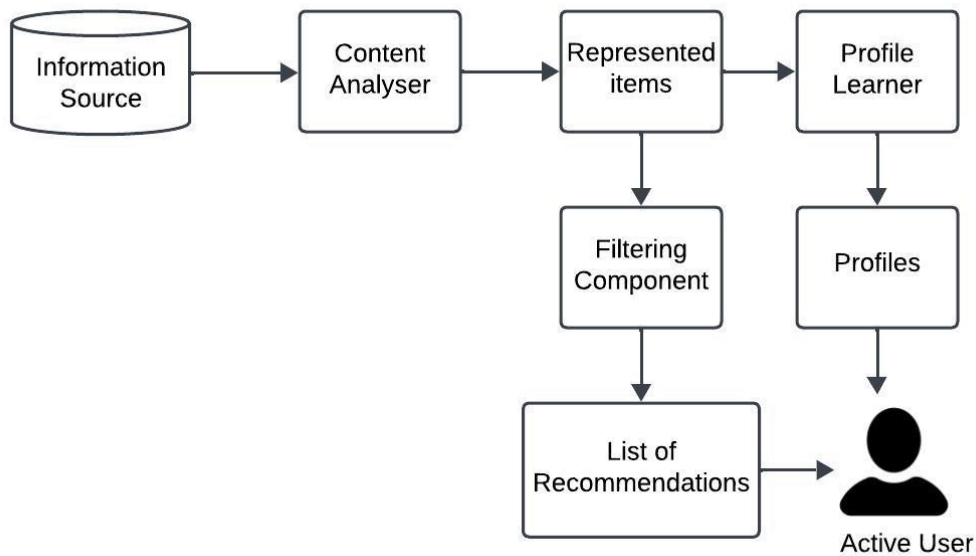 Information
Source
Content
Analyser
Represented
items
Profile
Learner
Filtering
Component
Profiles
List of
Recommendations
Active User